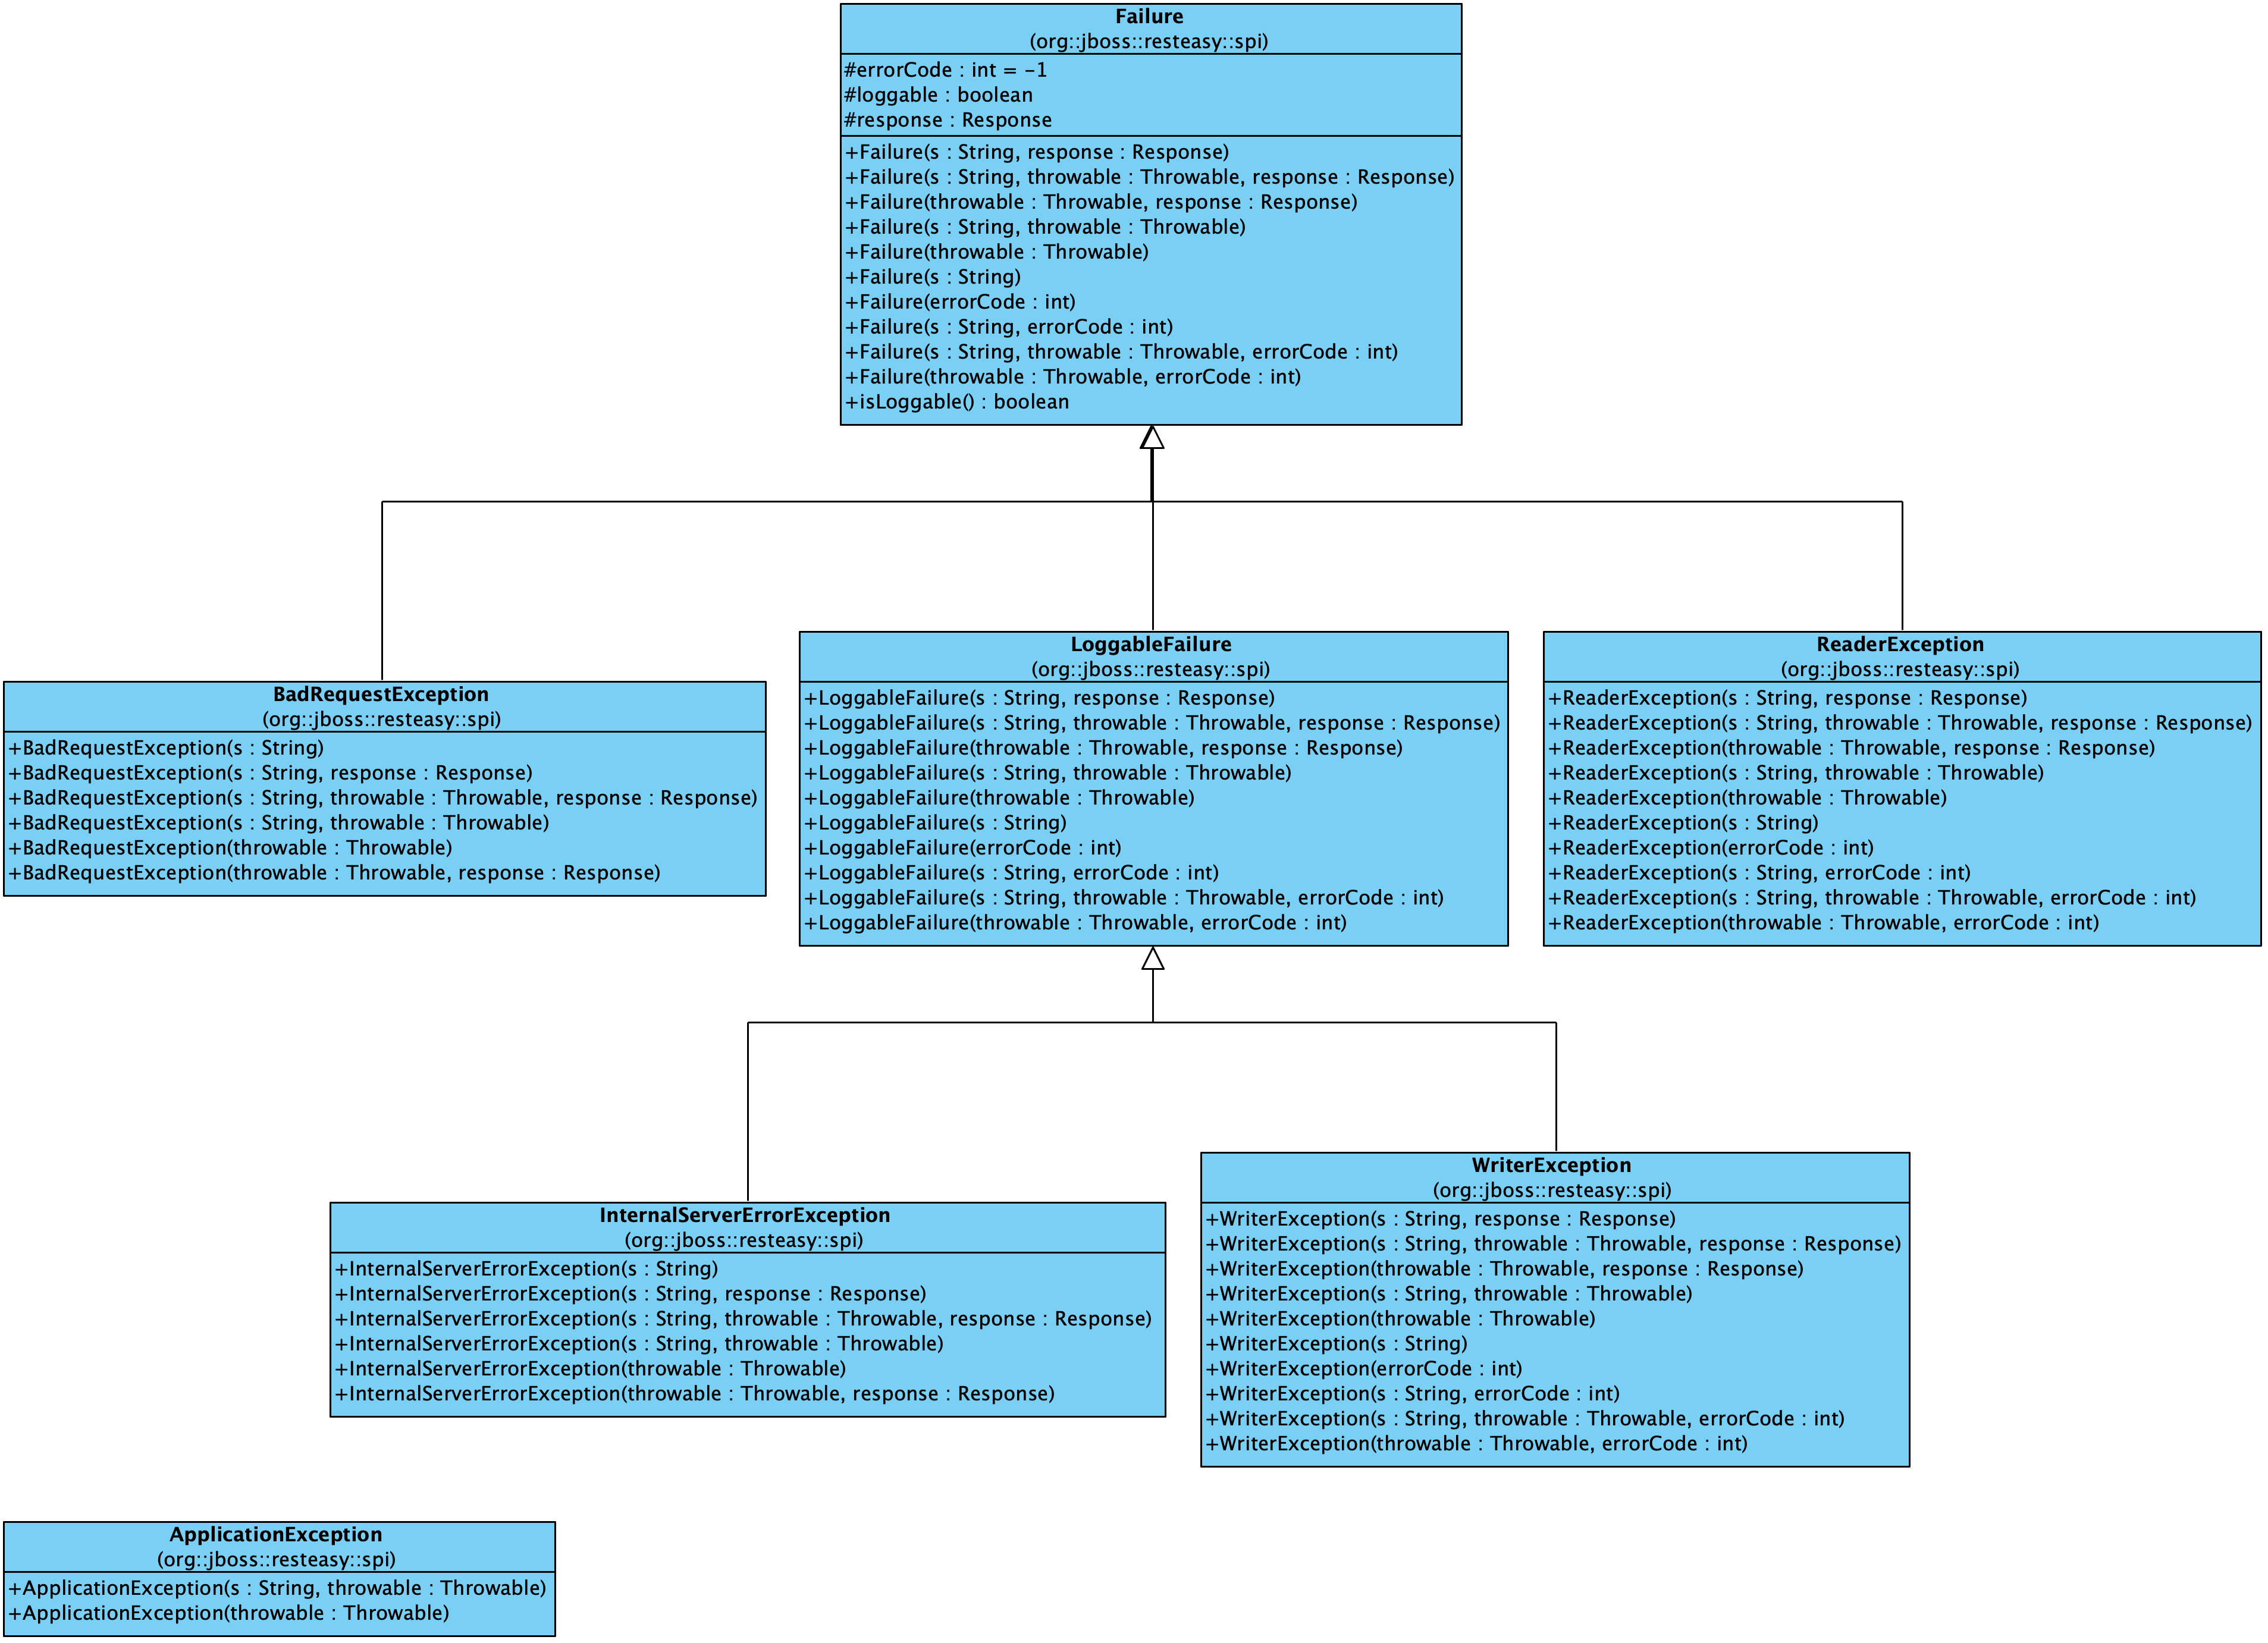 Failure
(org::jboss::resteasy::spi)
#errorCode : int = -1
#loggable : boolean
#response : Response
+Failure(s : String, response : Response)
+Failure(s : String, throwable : Throwable, response : Response)
+Failure(throwable : Throwable, response : Response)
+Failure(s : String, throwable : Throwable)
+Failure(throwable : Throwable)
+Failure(s : String)
+Failure(errorCode : int)
+Failure(s : String, errorCode : int)
+Failure(s : String, throwable : Throwable, errorCode : int)
+Failure(throwable : Throwable, errorCode : int)
+isLoggable() : boolean
BadRequestException
(org::jboss::resteasy::spi)
+BadRequestException(s : String)
+BadRequestException(s : String, response : Response)
+BadRequestException(s : String, throwable : Throwable, response : Response)
+BadRequestException(s : String, throwable : Throwable)
+BadRequestException(throwable : Throwable)
+BadRequestException(throwable : Throwable, response : Response)
LoggableFailure
(org::jboss::resteasy::spi)
+LoggableFailure(s : String, response : Response)
+LoggableFailure(s : String, throwable : Throwable, response : Response)
+LoggableFailure(throwable : Throwable, response : Response)
+LoggableFailure(s : String, throwable : Throwable)
+LoggableFailure(throwable : Throwable)
+LoggableFailure(s : String)
+LoggableFailure(errorCode : int)
+LoggableFailure(s : String, errorCode : int)
+LoggableFailure(s : String, throwable : Throwable, errorCode : int)
+LoggableFailure(throwable : Throwable, errorCode : int)
ReaderException
(org::jboss::resteasy::spi)
+ReaderException(s : String, response : Response)
+ReaderException(s : String, throwable : Throwable, response : Response)
+ReaderException(throwable : Throwable, response : Response)
+ReaderException(s : String, throwable : Throwable)
+ReaderException(throwable : Throwable)
+ReaderException(s : String)
+ReaderException(errorCode : int)
+ReaderException(s : String, errorCode : int)
+ReaderException(s : String, throwable : Throwable, errorCode : int)
+ReaderException(throwable : Throwable, errorCode : int)
InternalServerErrorException
(org::jboss::resteasy::spi)
+InternalServerErrorException(s : String)
+InternalServerErrorException(s : String, response : Response)
+InternalServerErrorException(s : String, throwable : Throwable, response : Response)
+InternalServerErrorException(s : String, throwable : Throwable)
+InternalServerErrorException(throwable : Throwable)
+InternalServerErrorException(throwable : Throwable, response : Response)
WriterException
(org::jboss::resteasy::spi)
+WriterException(s : String, response : Response)
+WriterException(s : String, throwable : Throwable, response : Response)
+WriterException(throwable : Throwable, response : Response)
+WriterException(s : String, throwable : Throwable)
+WriterException(throwable : Throwable)
+WriterException(s : String)
+WriterException(errorCode : int)
+WriterException(s : String, errorCode : int)
+WriterException(s : String, throwable : Throwable, errorCode : int)
+WriterException(throwable : Throwable, errorCode : int)
ApplicationException
(org::jboss::resteasy::spi)
+ApplicationException(s : String, throwable : Throwable)
+ApplicationException(throwable : Throwable)